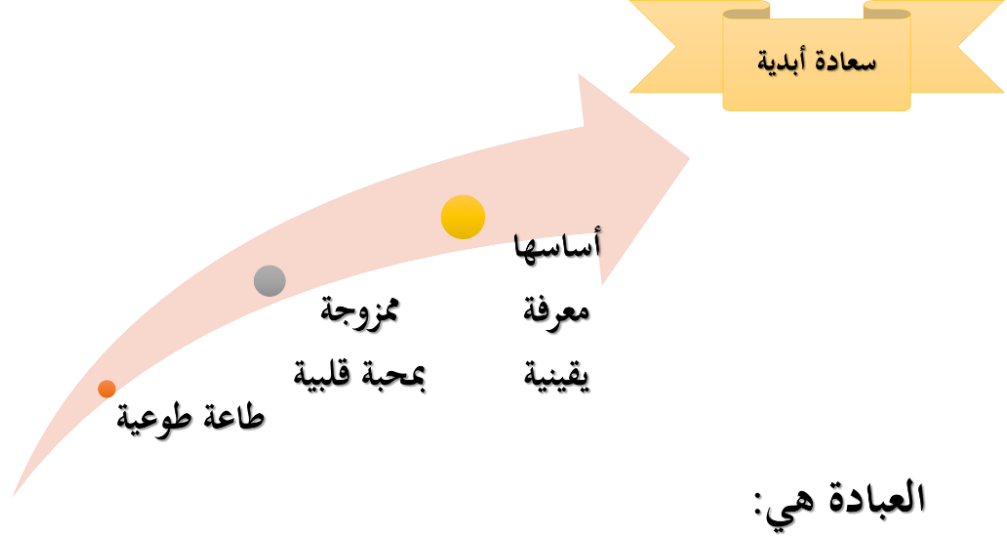 سعادة أبدية
أساسها
معرفة
يقينية
ممزوجة
بمحبة قلبية
طاعة طوعية
العبادة هي: